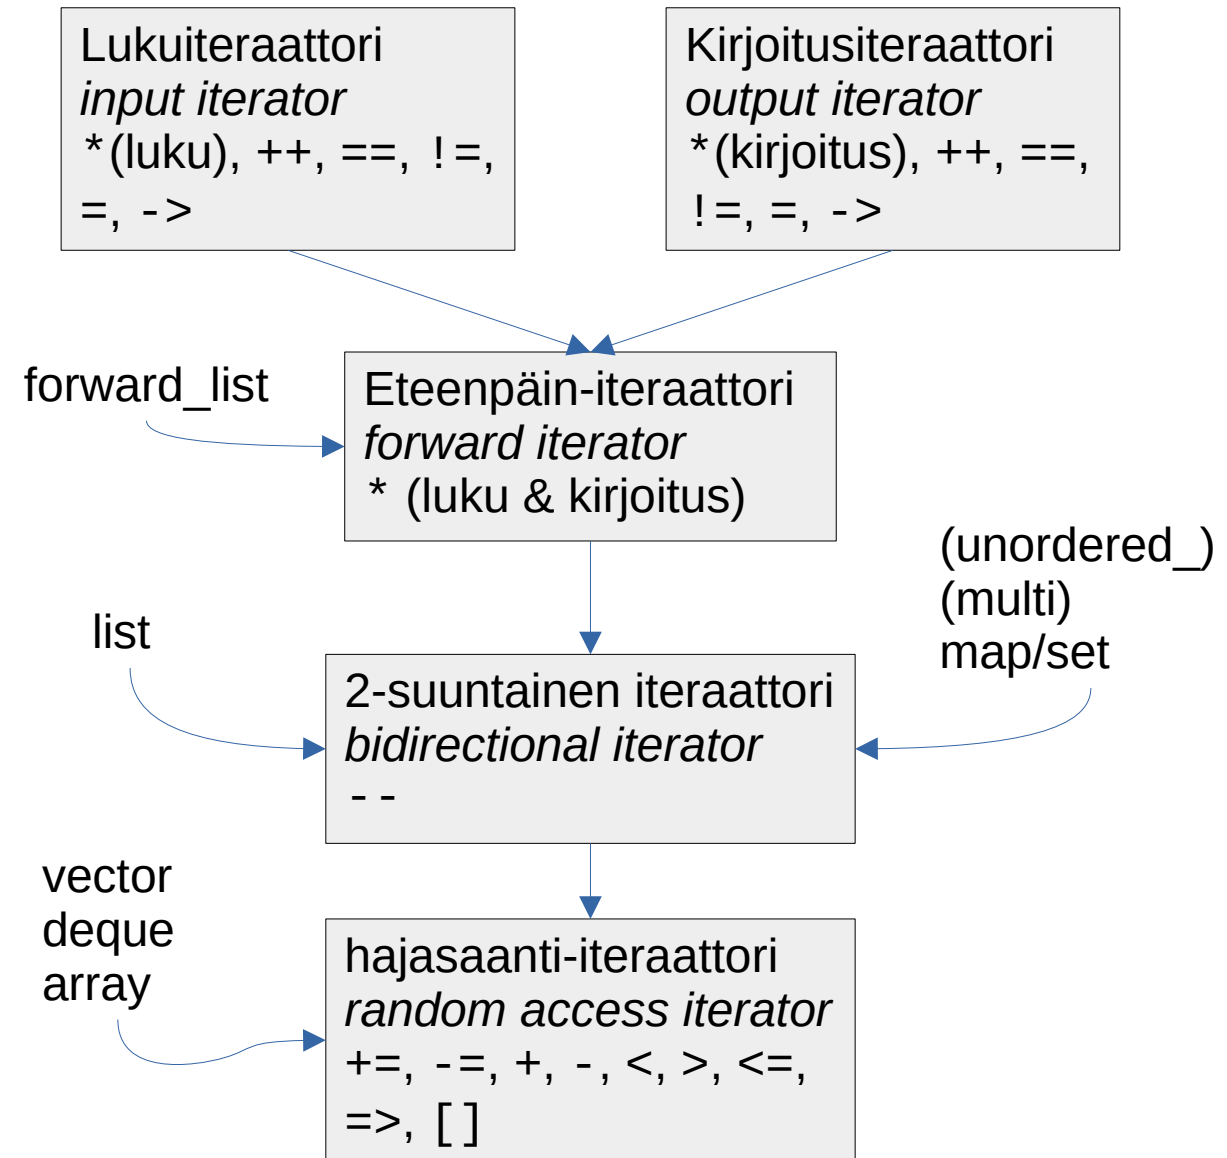 Lukuiteraattori
input iterator
*(luku), ++, ==, !=,
=, ->
Kirjoitusiteraattori
output iterator
*(kirjoitus), ++, ==,
!=, =, ->
forward_list
Eteenpäin-iteraattori
forward iterator
* (luku & kirjoitus)
(unordered_)
(multi)
map/set
list
2-suuntainen iteraattori
bidirectional iterator
--
vector
deque
array
hajasaanti-iteraattori
random access iterator
+=, -=, +, -, <, >, <=,
=>, []